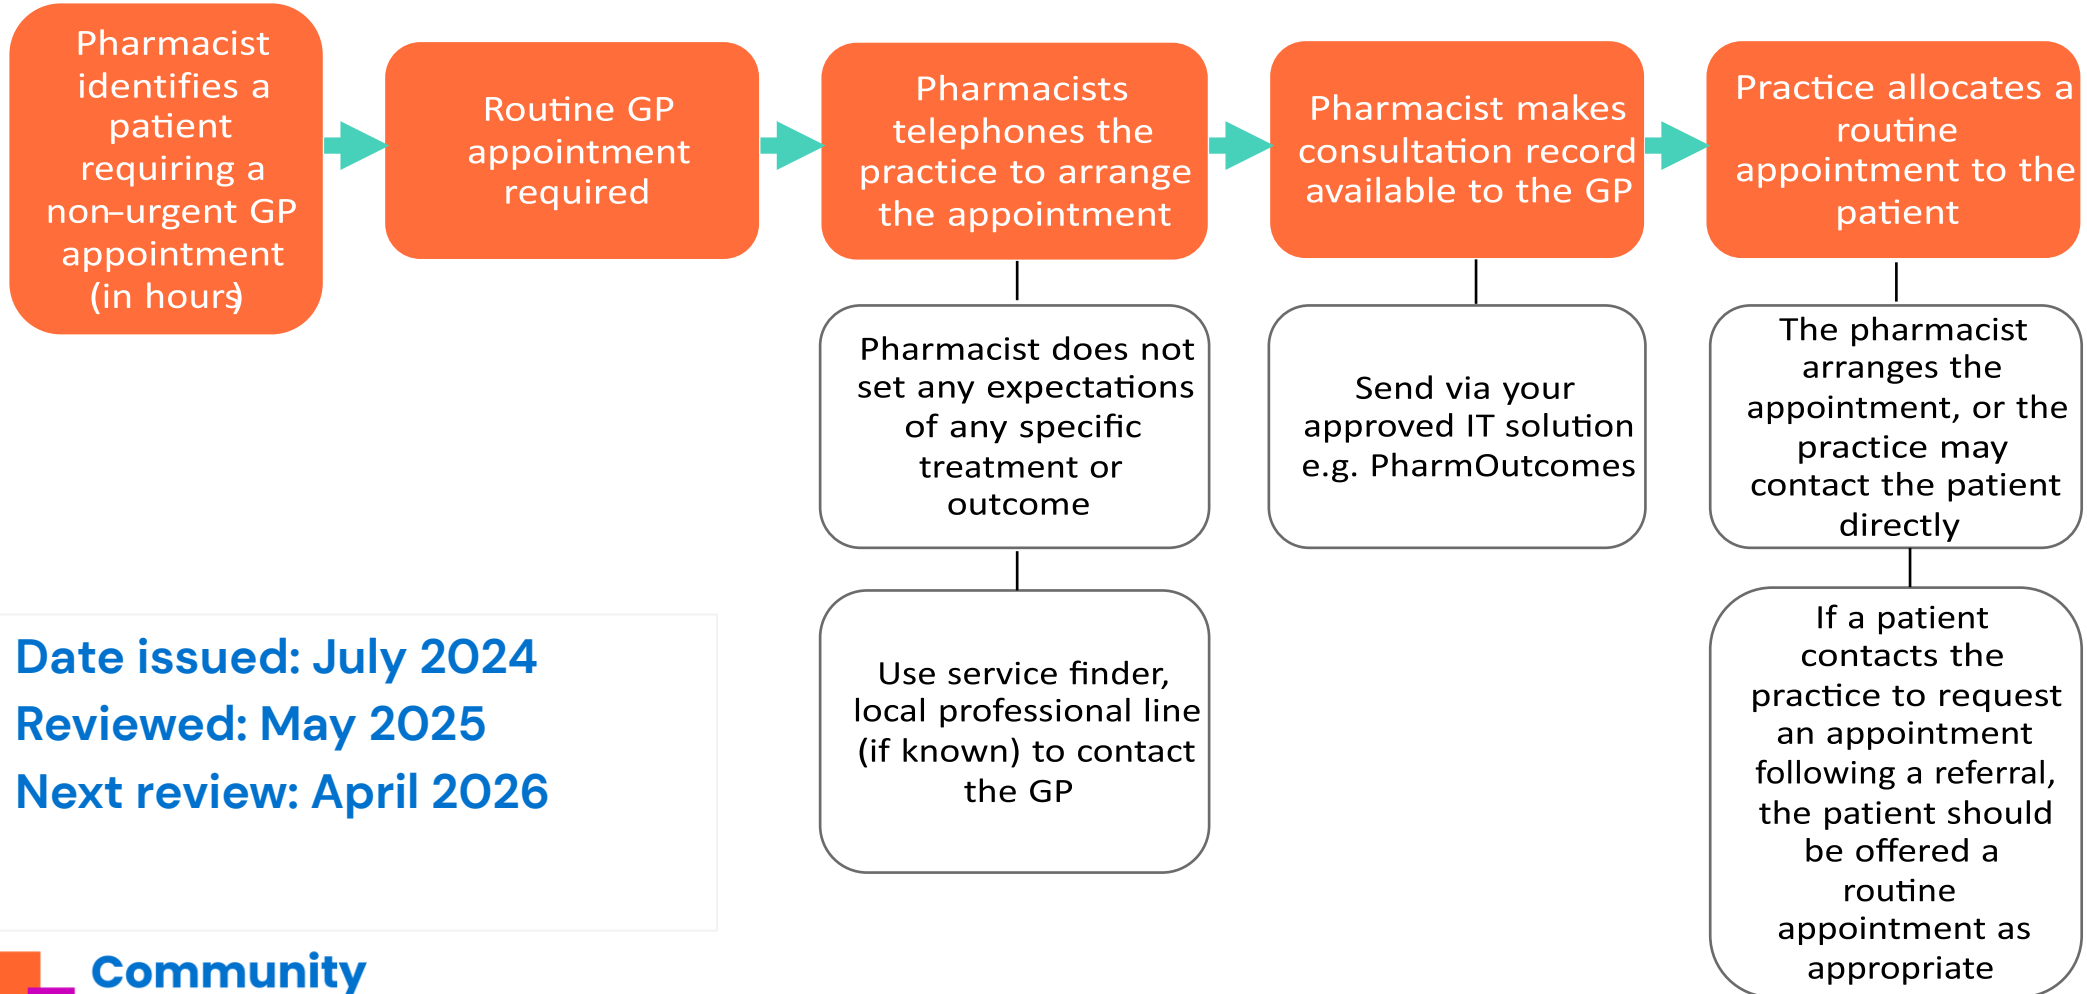 Pharmacist
identifies a
patient
requiring a
non-urgent GP
appointment
(in hours)
Routine GP
appointment
required
Pharmacists
telephones the
practice to arrange
the appointment
Pharmacist makes
consultation record
available to the GP
Practice allocates a
routine
appointment to the
patient
Pharmacist does not
set any expectations
of any specific
treatment or
outcome
Send via your
approved IT solution
e.g. PharmOutcomes
The pharmacist
arranges the
appointment, or the
practice may
contact the patient
directly
Use service finder,
local professional line
(if known) to contact
the GP
If a patient
contacts the
practice to request
an appointment
following a referral,
the patient should
be offered a
routine
appointment as
appropriate
Date issued: July 2024
Reviewed: May 2025
Next review: April 2026
Community